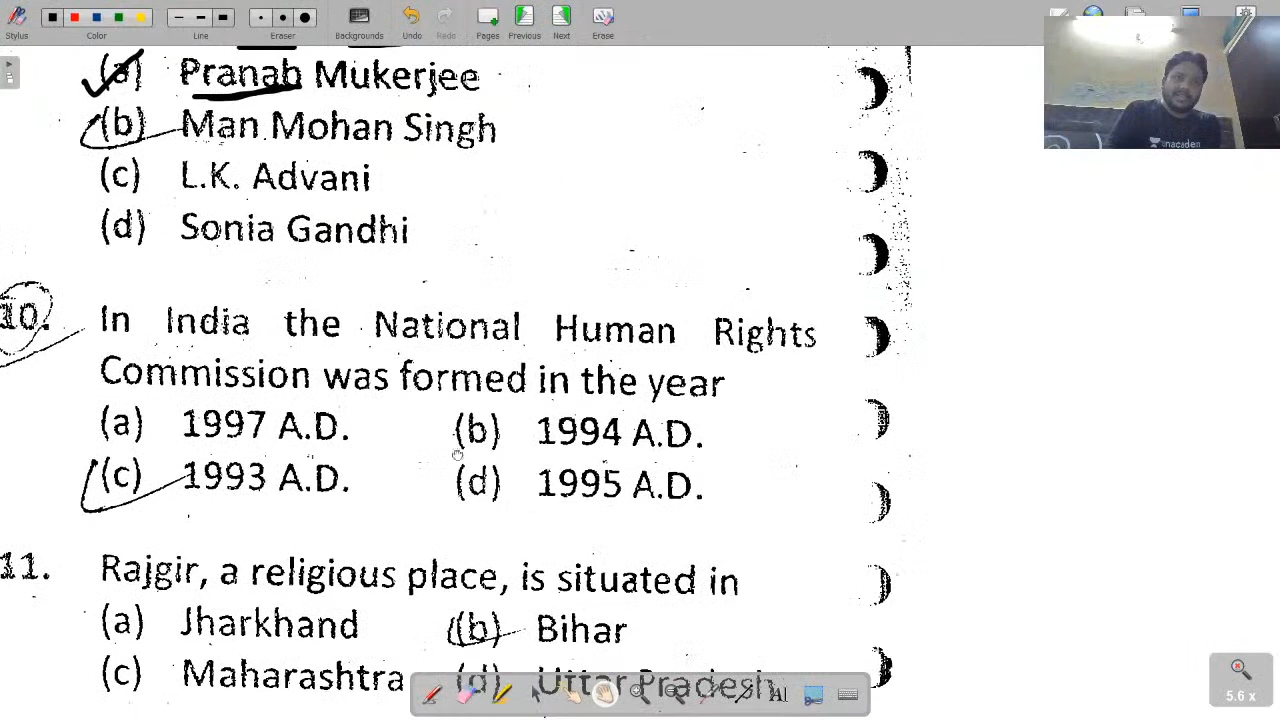 Stylus
Color
Line
Eraser
Backgrounds
Undo
Redo
Pages
Previous
Next
Erase
(a) Pranab Mukerjee
(b) Man Mohan Singh
(c) L.K. Advani
(d) Sonia Gandhi
10. In India the National Human Rights
Commission was formed in the year
(a) 1997 A.D. (b) 1994 A.D.
(c) 1993 A.D. (d) 1995 A.D.
11. Rajgir, a religious place, is situated in
(a) Jharkhand (b) Bihar
(c) Maharashtra (d) Uttar Pradesh
AI
5.6 x
unacadem